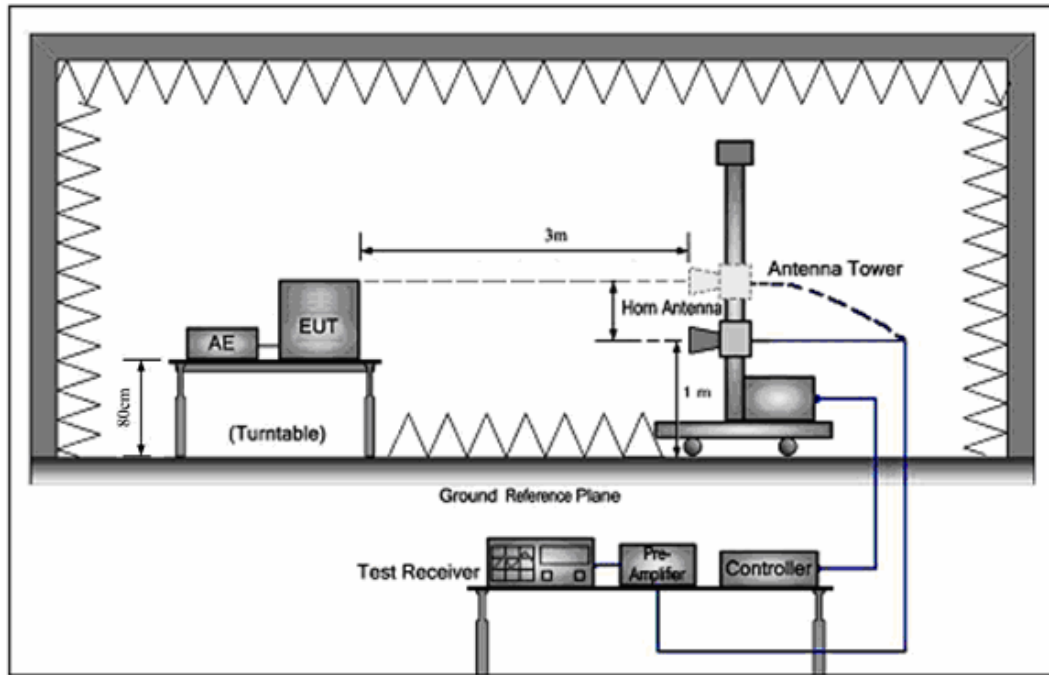 3m
Antenna Tower
Horn Antenna
EUT
AE
1 m
80cm
(Turntable)
Ground Reference Plane
Test Receiver
Pre-
Amplifier
Controller